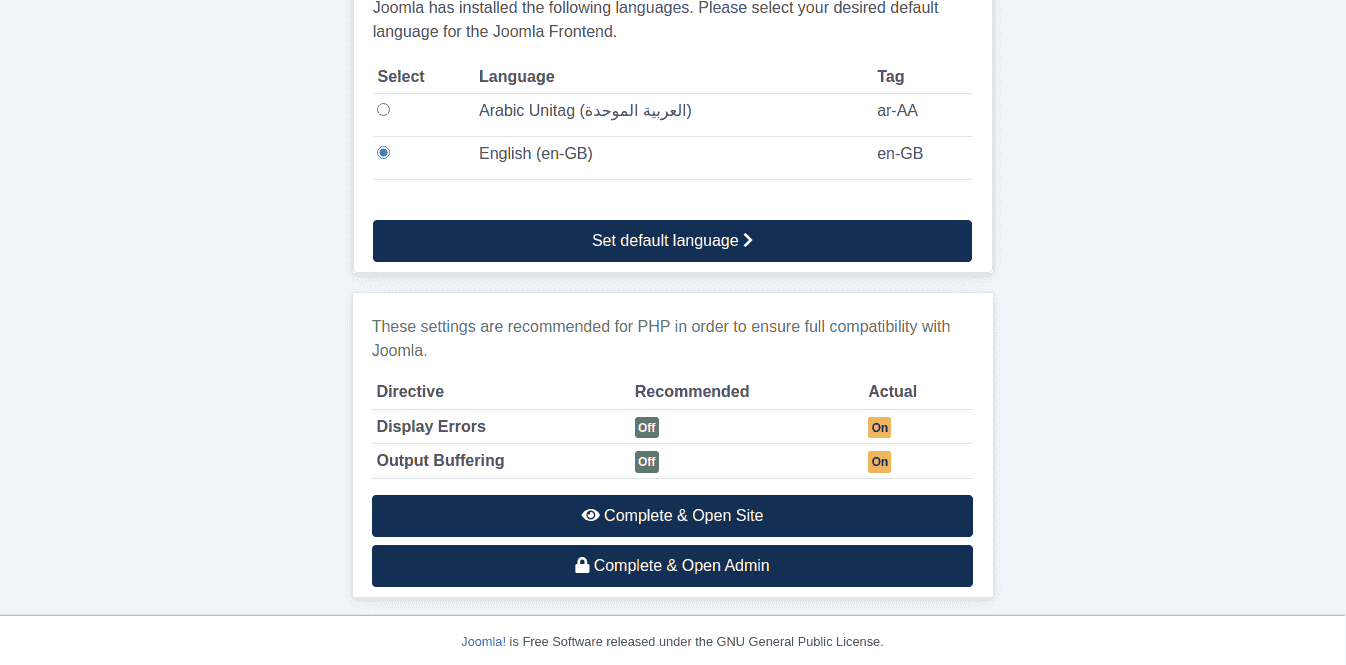 Joomla has installed the following languages. Please select your desired default
language for the Joomla Frontend.
Select Language Tag
Arabic Unitag (العربية الموحدة) ar-AA
English (en-GB) en-GB
Set default language
These settings are recommended for PHP in order to ensure full compatibility with
Joomla.
Directive Recommended Actual
Display Errors Off On
Output Buffering Off On
Complete & Open Site
Complete & Open Admin
Joomla! is Free Software released under the GNU General Public License.